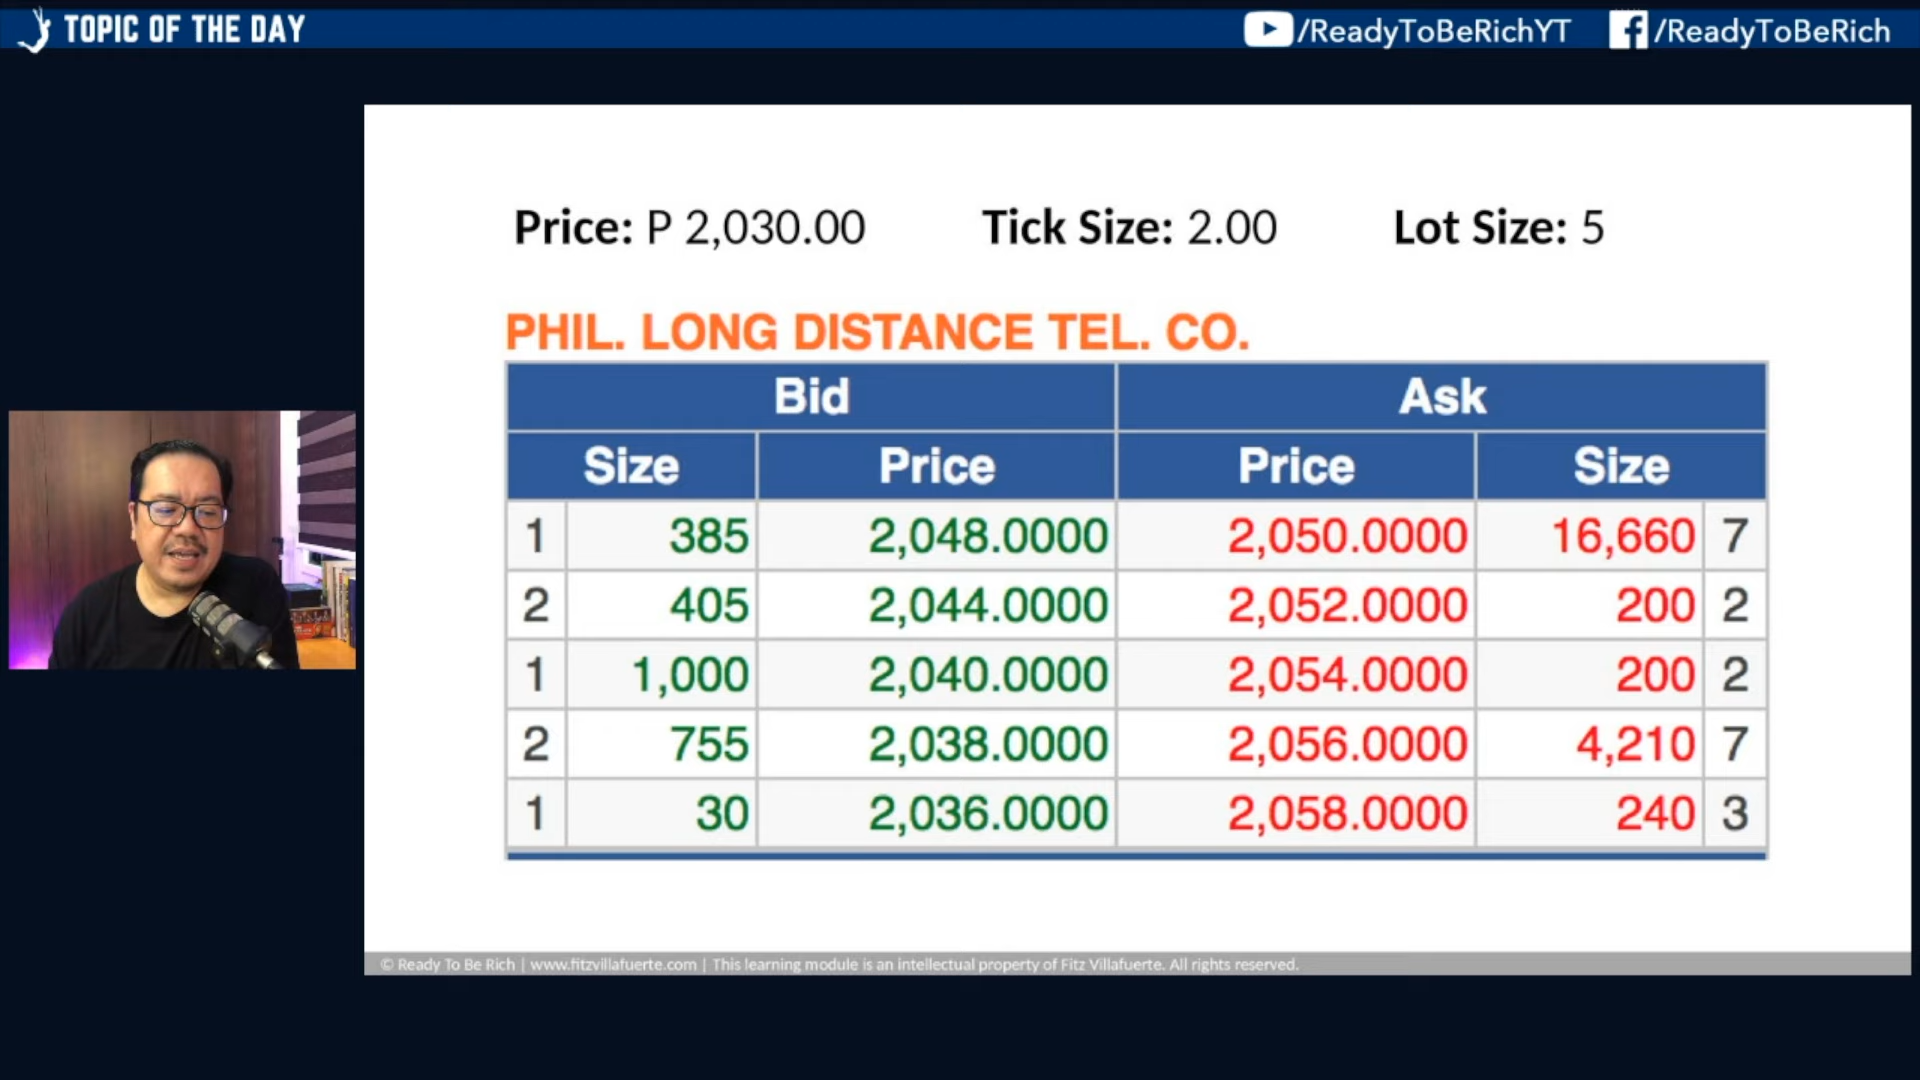 TOPIC OF THE DAY
/ReadyToBeRichYT /ReadyToBeRich
Price: P 2,030.00 Tick Size: 2.00 Lot Size: 5
PHIL. LONG DISTANCE TEL. CO.
Bid Ask
Size Price Price Size
1 385 2,048.0000 2,050.0000 16,660 7
2 405 2,044.0000 2,052.0000 200 2
1 1,000 2,040.0000 2,054.0000 200 2
2 755 2,038.0000 2,056.0000 4,210 7
1 30 2,036.0000 2,058.0000 240 3
© Ready To Be Rich | www.fitzvillafuerte.com | This learning module is an intellectual property of Fitz Villafuerte. All rights reserved.